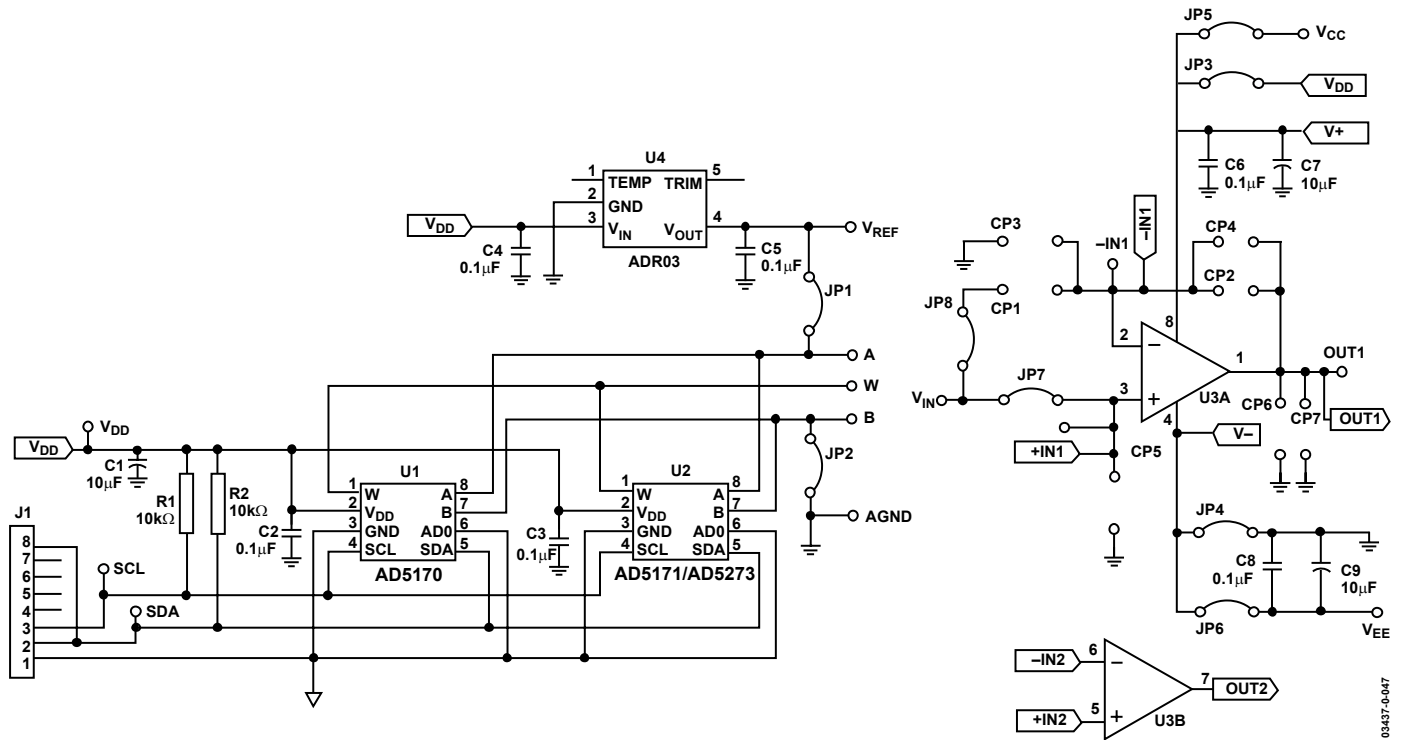 JP5
V_CC
JP3
V_DD
V+
C6
0.1μF
C7
10μF
U4
1
TEMP
TRIM
5
2
GND
3
V_IN
V_OUT
4
ADR03
V_DD
C4
0.1μF
C5
0.1μF
V_REF
JP1
A
W
B
CP3
–IN1
–IN1
CP4
CP2
JP8
CP1
2
–
8
1
OUT1
V_IN
JP7
3
+
U3A
4
CP6
CP7
OUT1
V–
+IN1
CP5
V_DD
V_DD
C1
10μF
R1
10kΩ
R2
10kΩ
C2
0.1μF
U1
1
W
A
8
2
V_DD
B
7
3
GND
AD0
6
4
SCL
SDA
5
AD5170
C3
0.1μF
U2
1
W
A
8
2
V_DD
B
7
3
GND
AD0
6
4
SCL
SDA
5
AD5171/AD5273
JP2
AGND
JP4
C8
0.1μF
C9
10μF
JP6
V_EE
J1
8
7
6
5
4
3
2
1
SCL
SDA
–IN2
6
–
7
OUT2
+IN2
5
+
U3B
03437-0-047